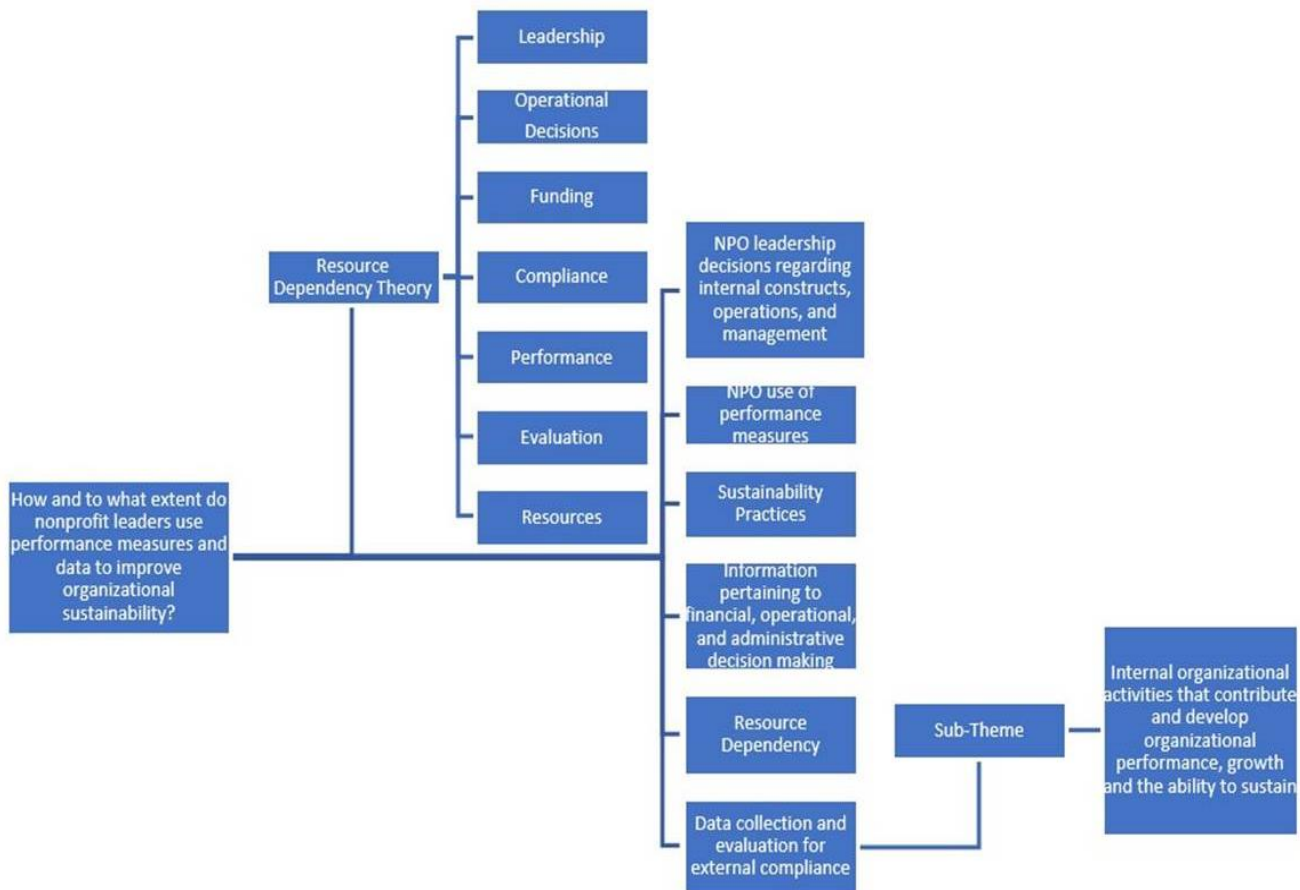 Leadership
Operational
Decisions
Funding
Resource
Dependency Theory
Compliance
Performance
Evaluation
Resources
How and to what extent do
nonprofit leaders use
performance measures and
data to improve
organizational
sustainability?
NPO leadership
decisions regarding
internal constructs,
operations, and
management
NPO use of
performance
measures
Sustainability
Practices
Information
pertaining to
financial, operational,
and administrative
decision making
Resource
Dependency
Data collection and
evaluation for
external compliance
Sub-Theme
Internal organizational
activities that contribute
and develop
organizational
performance, growth
and the ability to sustain